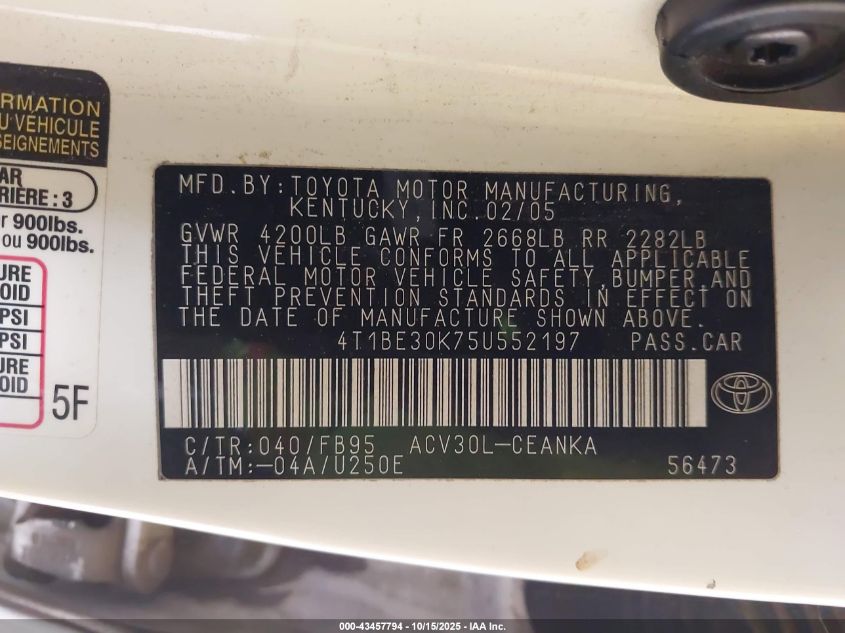 RMATION
U VÉHICULE
SEIGNEMENTS
AR
RIERE : 3
r 900lbs.
ou 900lbs.
URE
OID
PSI
PSI
URE
OID
5F
MFD. BY: TOYOTA MOTOR MANUFACTURING,
KENTUCKY, INC. 02/05
GVWR 4200LB GAWR FR 2668LB RR 2282LB
THIS VEHICLE CONFORMS TO ALL APPLICABLE
FEDERAL MOTOR VEHICLE SAFETY, BUMPER, AND
THEFT PREVENTION STANDARDS IN EFFECT ON
THE DATE OF MANUFACTURE SHOWN ABOVE.
4T1BE30K75U552197 PASS. CAR
C/TR: 040/FB95 ACV30L-CEANKA
A/TM:-04A/U250E 56473
000-43457794 - 10/15/2025 - IAA Inc.